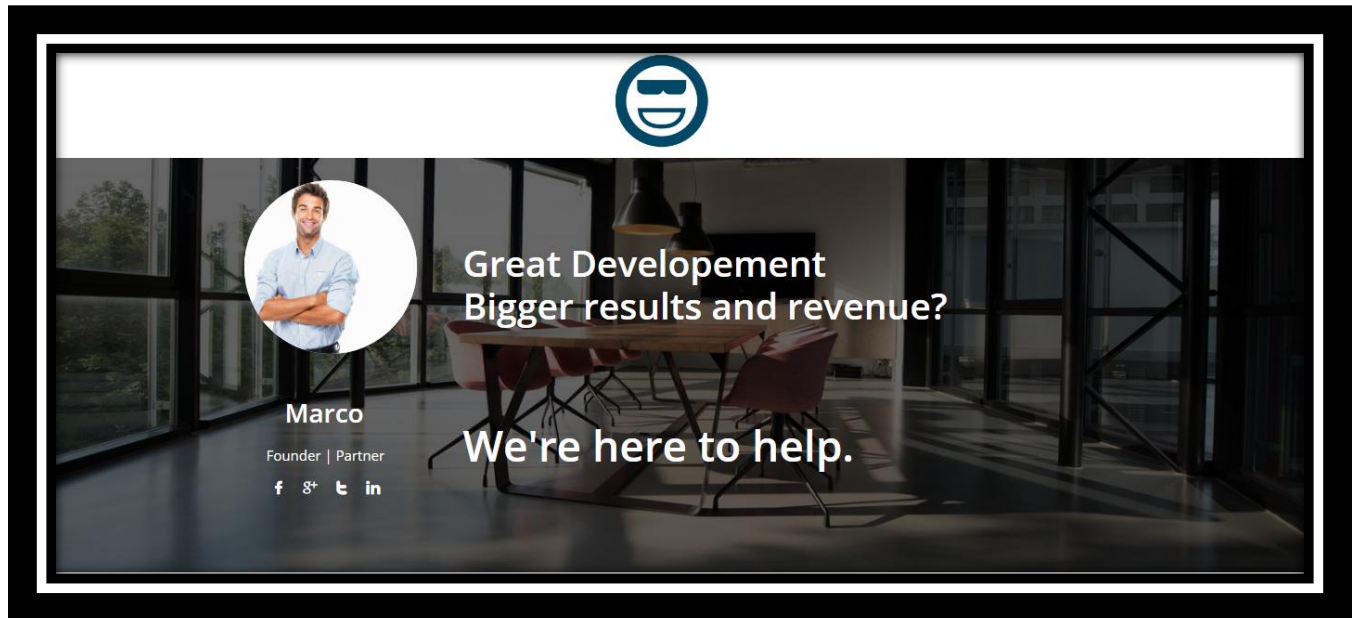 Great Developement
Bigger results and revenue?
Marco
Founder | Partner
We're here to help.
f 8+ t in